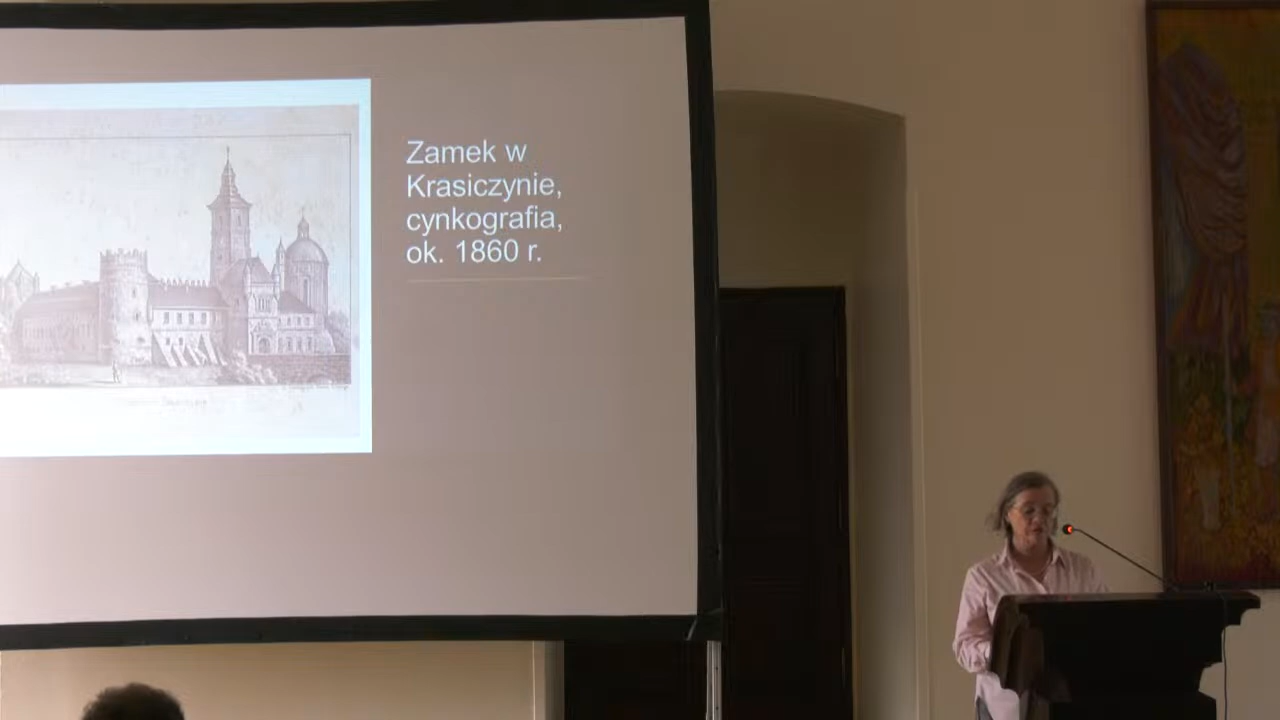 Zamek w
Krasiczynie,
cynkografia,
ok. 1860 r.